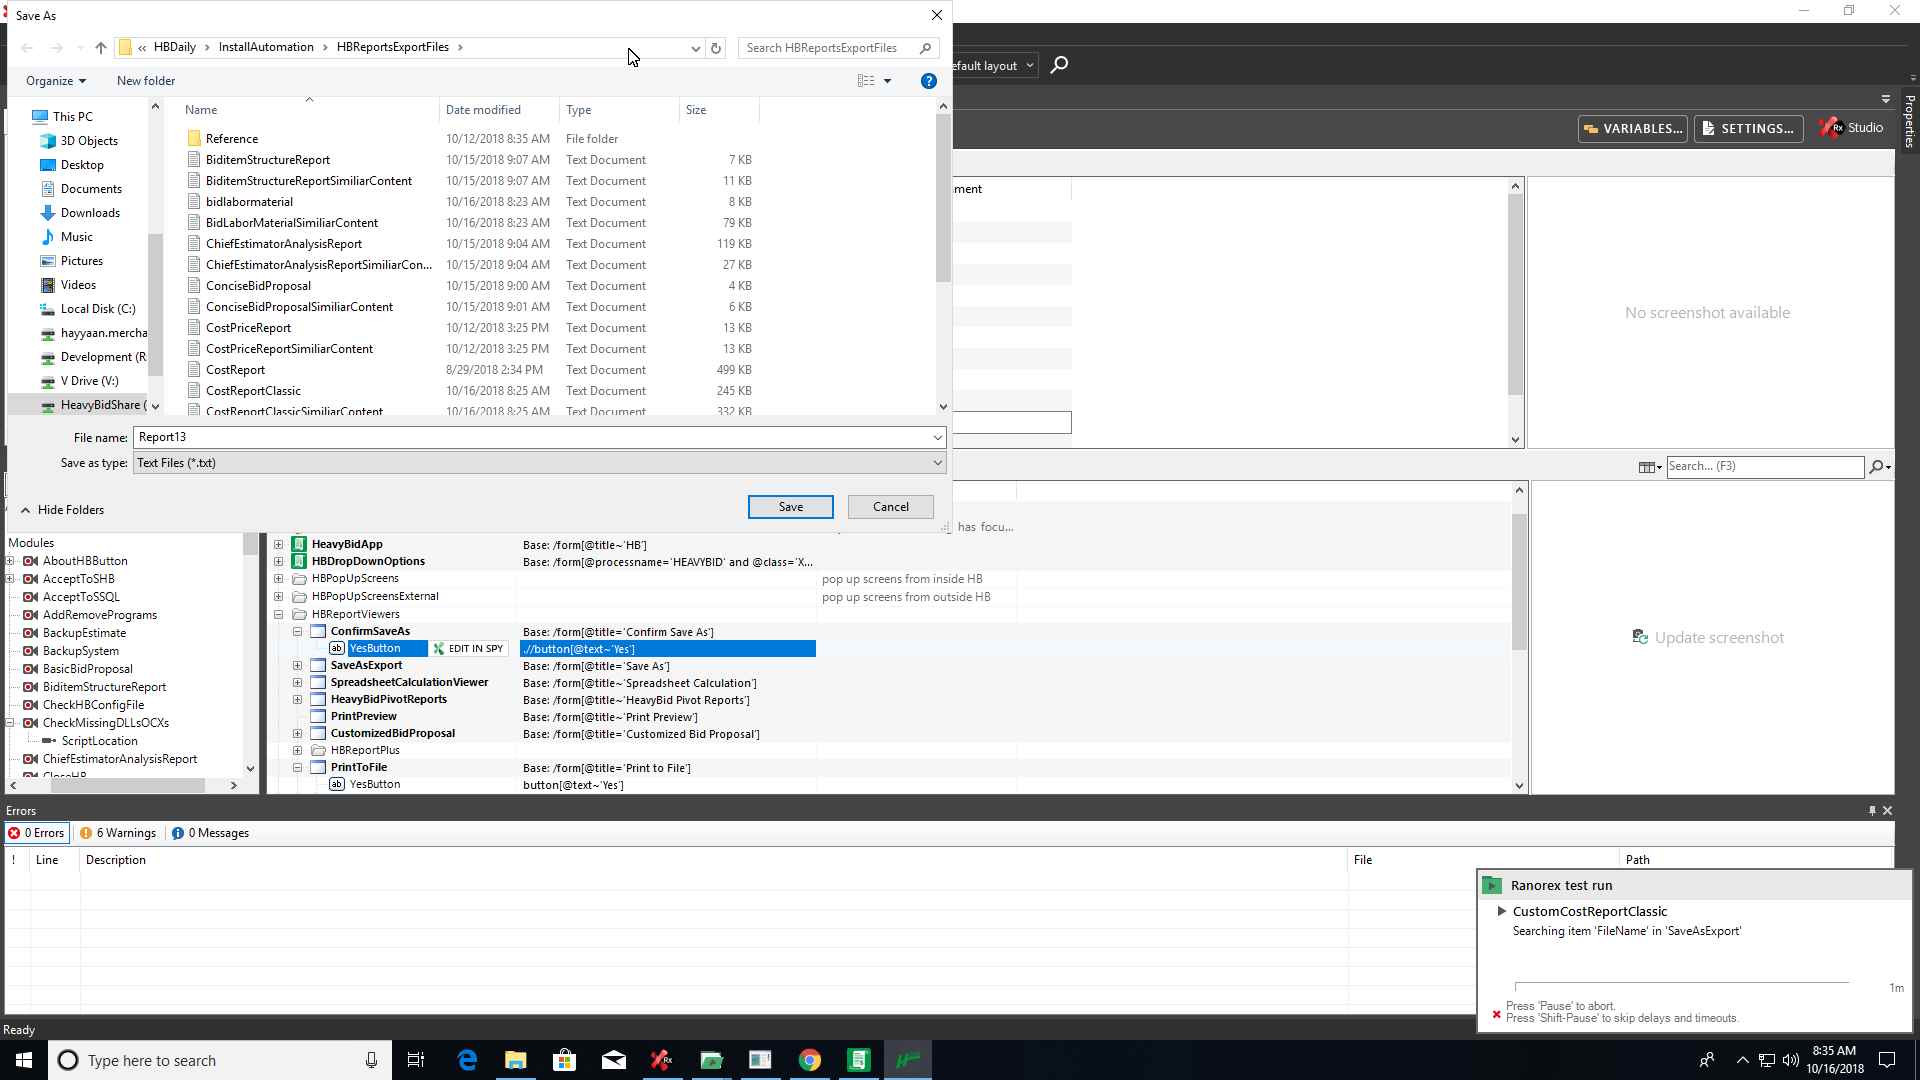 Save As
« HBDaily › InstallAutomation › HBReportsExportFiles ›
Search HBReportsExportFiles
Organize
New folder
?
Name
Date modified
Type
Size
This PC
3D Objects
Desktop
Documents
Downloads
Music
Pictures
Videos
Local Disk (C:)
hayyaan.mercha
Development (R
V Drive (V:)
HeavyBidShare (
Reference 10/12/2018 8:35 AM File folder
BiditemStructureReport 10/15/2018 9:07 AM Text Document 7 KB
BiditemStructureReportSimiliarContent 10/15/2018 9:07 AM Text Document 11 KB
bidlabormaterial 10/16/2018 8:23 AM Text Document 8 KB
BidLaborMaterialSimiliarContent 10/16/2018 8:23 AM Text Document 79 KB
ChiefEstimatorAnalysisReport 10/15/2018 9:04 AM Text Document 119 KB
ChiefEstimatorAnalysisReportSimiliarCon... 10/15/2018 9:04 AM Text Document 27 KB
ConciseBidProposal 10/15/2018 9:00 AM Text Document 4 KB
ConciseBidProposalSimiliarContent 10/15/2018 9:01 AM Text Document 6 KB
CostPriceReport 10/12/2018 3:25 PM Text Document 13 KB
CostPriceReportSimiliarContent 10/12/2018 3:25 PM Text Document 13 KB
CostReport 8/29/2018 2:34 PM Text Document 499 KB
CostReportClassic 10/16/2018 8:25 AM Text Document 245 KB
CostReportClassicSimiliarContent 10/16/2018 8:25 AM Text Document 332 KB
File name: Report13
Save as type: Text Files (*.txt)
Hide Folders
Save
Cancel
efault layout
VARIABLES...
SETTINGS...
Rx Studio
Properties
ment
No screenshot available
Search... (F3)
has focu...
Update screenshot
Modules
AboutHBButton
AcceptToSHB
AcceptToSSQL
AddRemovePrograms
BackupEstimate
BackupSystem
BasicBidProposal
BiditemStructureReport
CheckHBConfigFile
CheckMissingDLLsOCXs
ScriptLocation
ChiefEstimatorAnalysisReport
CloseHB
HeavyBidApp Base: /form[@title~'HB']
HBDropDownOptions Base: /form[@processname='HEAVYBID' and @class='X...
HBPopUpScreens pop up screens from inside HB
HBPopUpScreensExternal pop up screens from outside HB
HBReportViewers
ConfirmSaveAs Base: /form[@title='Confirm Save As']
ab YesButton EDIT IN SPY .//button[@text~'Yes']
SaveAsExport Base: /form[@title='Save As']
SpreadsheetCalculationViewer Base: /form[@title~'Spreadsheet Calculation']
HeavyBidPivotReports Base: /form[@title~'HeavyBid Pivot Reports']
PrintPreview Base: /form[@title~'Print Preview']
CustomizedBidProposal Base: /form[@title='Customized Bid Proposal']
HBReportPlus
PrintToFile Base: /form[@title='Print to File']
ab YesButton button[@text~'Yes']
Errors
0 Errors
6 Warnings
0 Messages
! Line Description File Path
Ranorex test run
CustomCostReportClassic
Searching item 'FileName' in 'SaveAsExport'
1m
Press 'Pause' to abort.
Press 'Shift-Pause' to skip delays and timeouts.
Ready
Type here to search
8:35 AM
10/16/2018